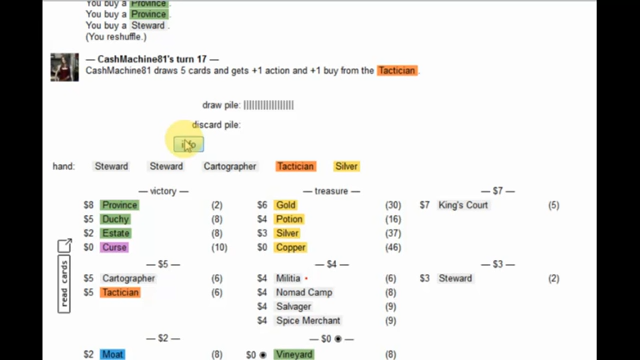 You buy a Province.
You buy a Province.
You buy a Steward.
(You reshuffle.)
— CashMachine81's turn 17 —
CashMachine81 draws 5 cards and gets +1 action and +1 buy from the Tactician.
draw pile: ||||||||||||||||||
discard pile:
info
hand: Steward Steward Cartographer Tactician Silver
— victory — — treasure — — $7 —
$8 Province (2) $6 Gold (30) $7 King's Court (5)
$5 Duchy (8) $4 Potion (16)
$2 Estate (8) $3 Silver (37)
$0 Curse (10) $0 Copper (46)
read cards
— $5 — — $4 — — $3 —
$5 Cartographer (6) $4 Militia • (6) $3 Steward (2)
$5 Tactician (6) $4 Nomad Camp (8)
$4 Salvager (9)
$4 Spice Merchant (9)
— $2 — — $0 ◉ —
$2 Moat (8) $0 ◉ Vineyard (8)